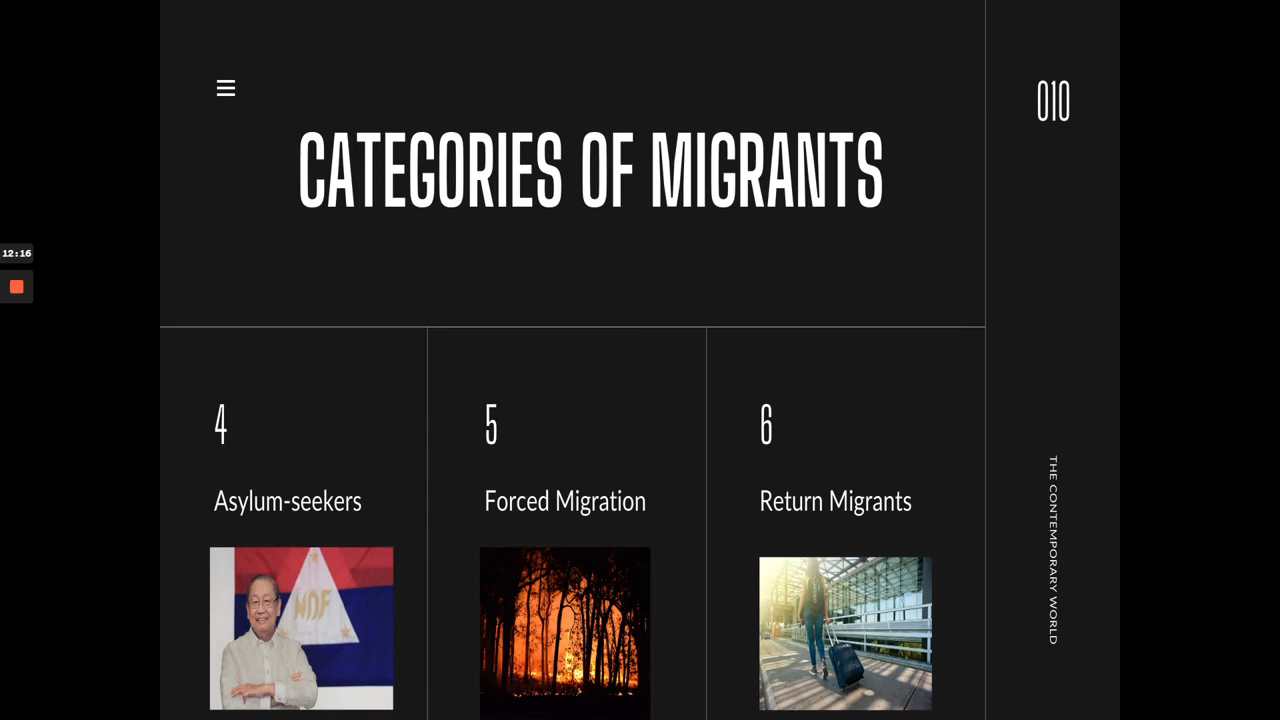 010
CATEGORIES OF MIGRANTS
12:16
4
Asylum-seekers
5
Forced Migration
6
Return Migrants
NDF
THE CONTEMPORARY WORLD